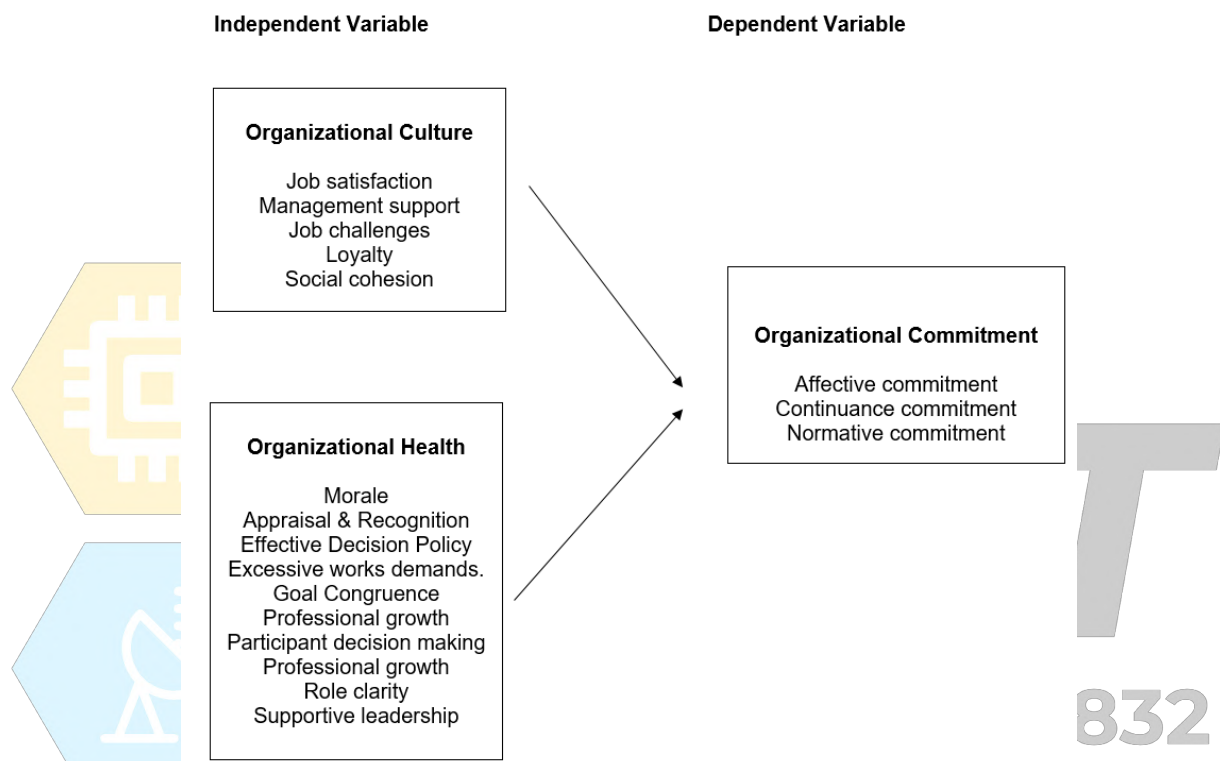 Independent Variable
Dependent Variable
Organizational Culture
Job satisfaction
Management support
Job challenges
Loyalty
Social cohesion
Organizational Commitment
Affective commitment
Continuance commitment
Normative commitment
Organizational Health
Morale
Appraisal & Recognition
Effective Decision Policy
Excessive works demands.
Goal Congruence
Professional growth
Participant decision making
Professional growth
Role clarity
Supportive leadership
T
832